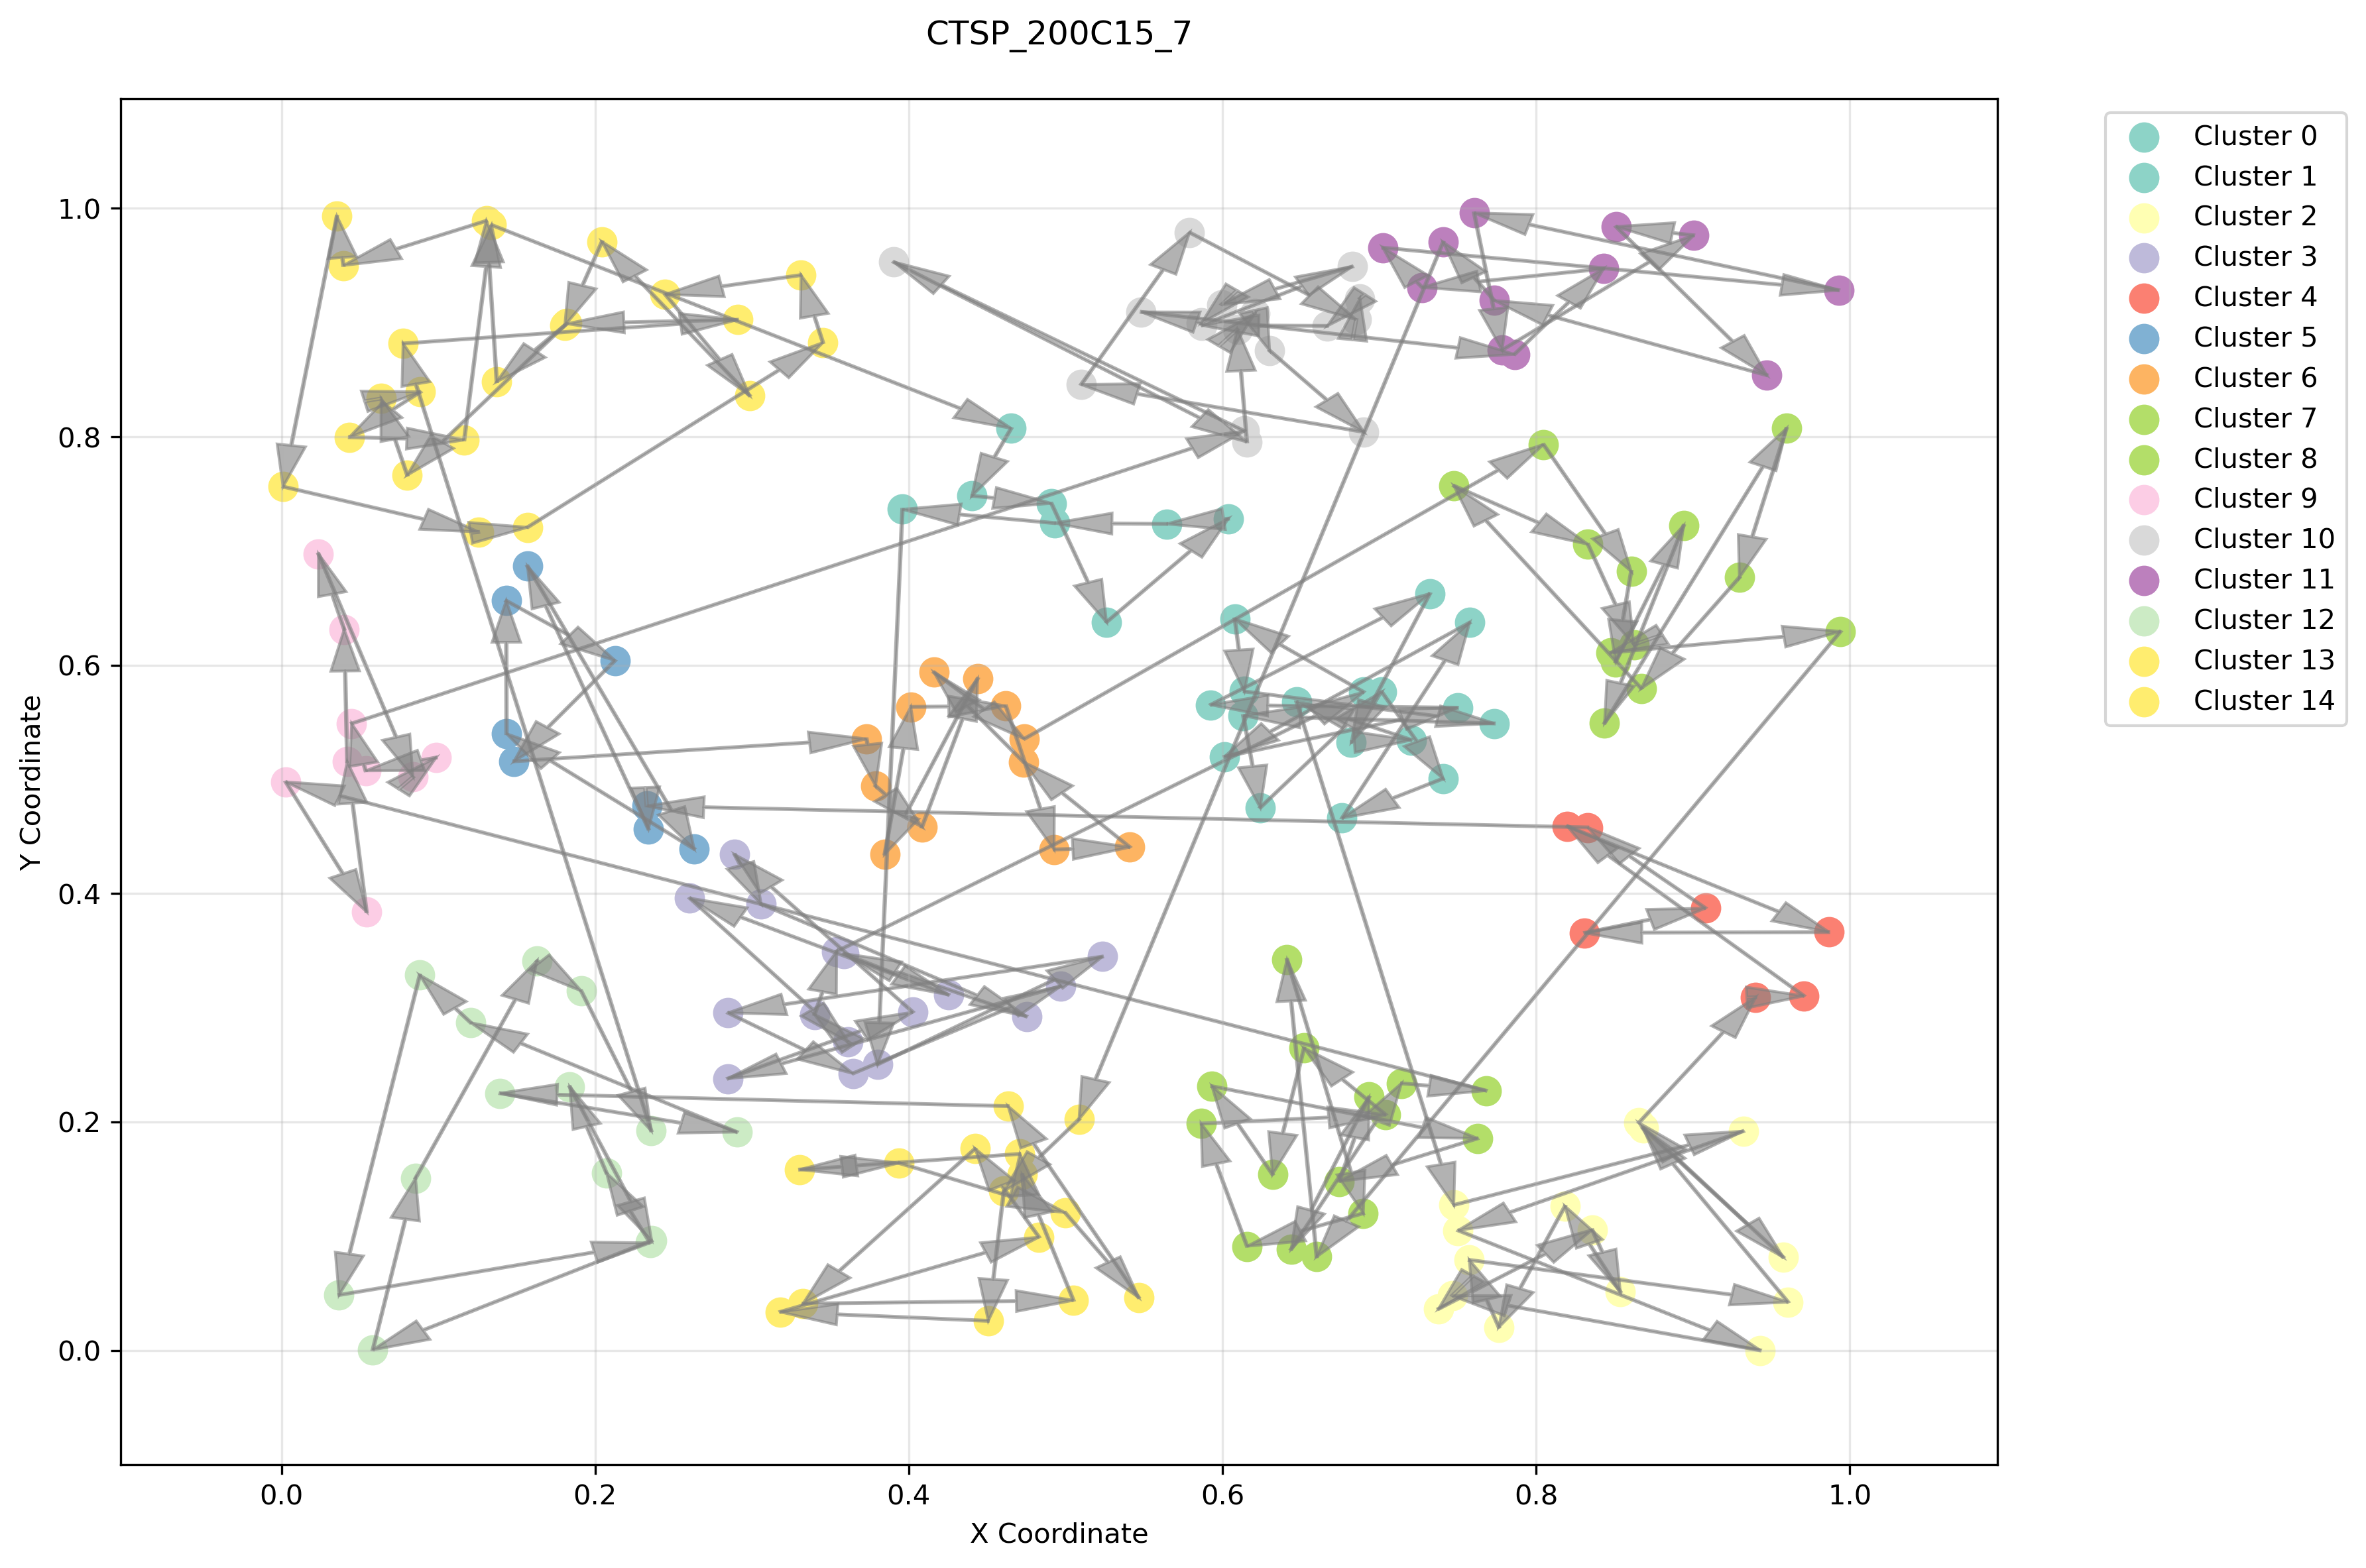 CTSP_200C15_7
1.0
0.8
0.6
0.4
0.2
0.0
Y Coordinate
0.0 0.2 0.4 0.6 0.8 1.0
X Coordinate
Cluster 0
Cluster 1
Cluster 2
Cluster 3
Cluster 4
Cluster 5
Cluster 6
Cluster 7
Cluster 8
Cluster 9
Cluster 10
Cluster 11
Cluster 12
Cluster 13
Cluster 14